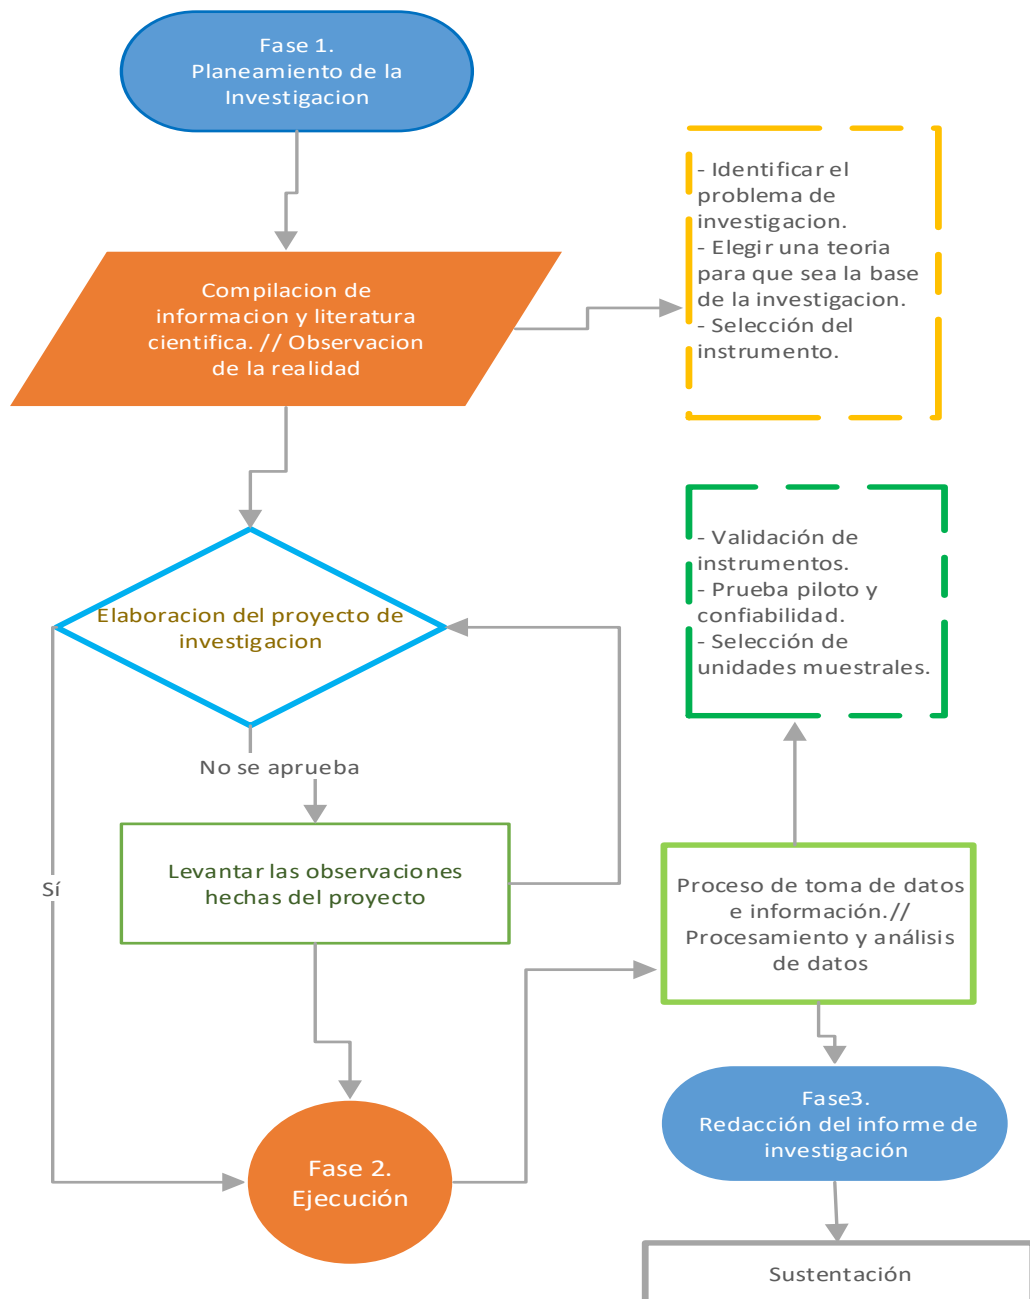 Fase 1.
Planeamiento de la
Investigacion
- Identificar el
problema de
investigacion.
- Elegir una teoria
para que sea la base
de la investigacion.
- Selección del
instrumento.
Compilacion de
informacion y literatura
cientifica. // Observacion
de la realidad
- Validación de
instrumentos.
- Prueba piloto y
confiabilidad.
- Selección de
unidades muestrales.
Elaboracion del proyecto de
investigacion
No se aprueba
Sí
Levantar las observaciones
hechas del proyecto
Proceso de toma de datos
e información.//
Procesamiento y análisis
de datos
Fase 2.
Ejecución
Fase3.
Redacción del informe de
investigación
Sustentación